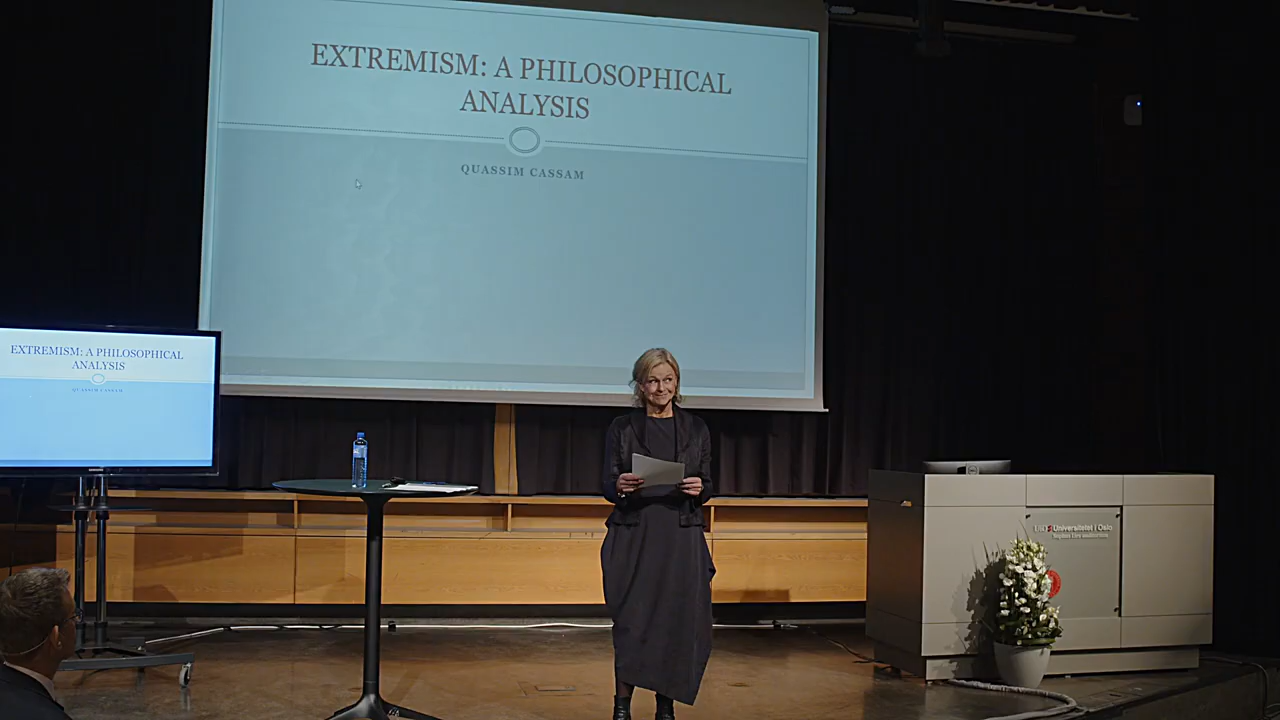 EXTREMISM: A PHILOSOPHICAL
ANALYSIS
QUASSIM CASSAM
EXTREMISM: A PHILOSOPHICAL
ANALYSIS
QUASSIM CASSAM
Universitetet i Oslo